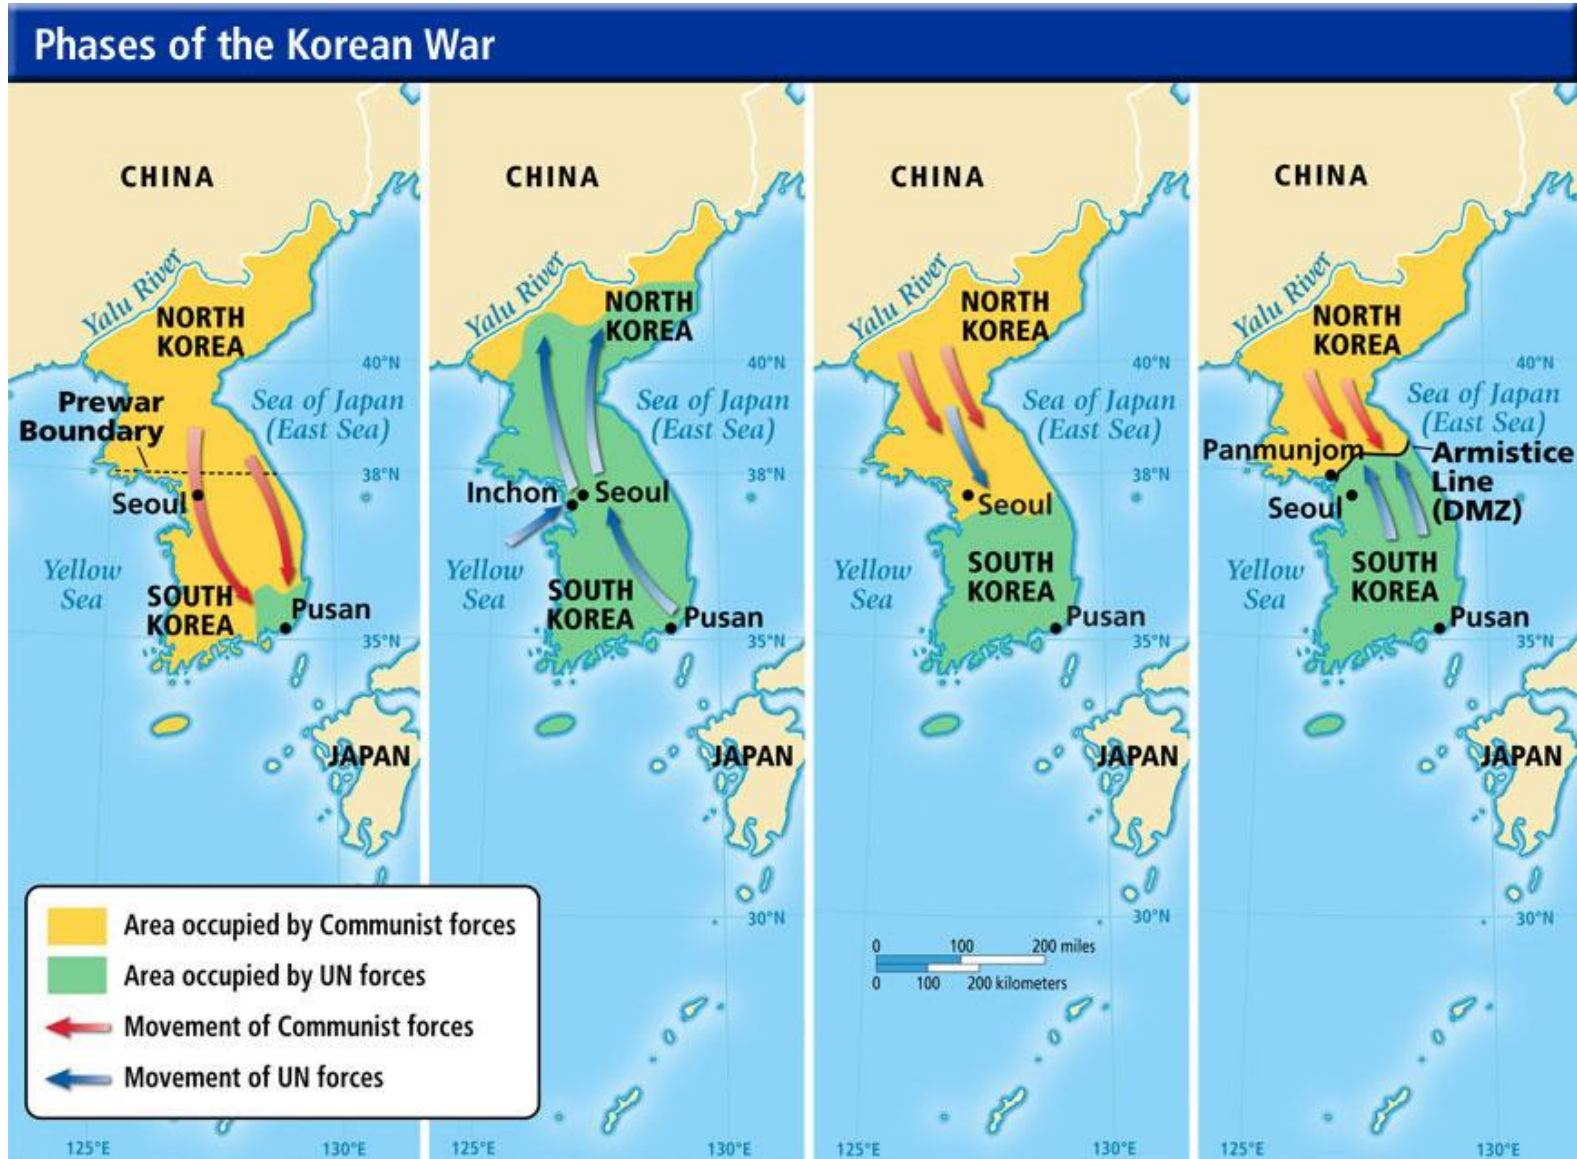 Phases of the Korean War
CHINA
Yalu River
NORTH
KOREA
40°N
Prewar
Boundary
Sea of Japan
(East Sea)
38°N
Seoul
Yellow
Sea
SOUTH
KOREA
Pusan
35°N
JAPAN
125°E
130°E
CHINA
Yalu River
NORTH
KOREA
40°N
Sea of Japan
(East Sea)
38°N
Inchon
Seoul
Yellow
Sea
SOUTH
KOREA
Pusan
35°N
JAPAN
30°N
125°E
130°E
CHINA
Yalu River
NORTH
KOREA
40°N
Sea of Japan
(East Sea)
38°N
Seoul
Yellow
Sea
SOUTH
KOREA
Pusan
35°N
JAPAN
30°N
0 100 200 miles
0 100 200 kilometers
125°E
130°E
CHINA
Yalu River
NORTH
KOREA
40°N
Sea of Japan
(East Sea)
Panmunjom
Armistice
Line
(DMZ)
38°N
Seoul
Yellow
Sea
SOUTH
KOREA
Pusan
35°N
JAPAN
30°N
125°E
130°E
Area occupied by Communist forces
Area occupied by UN forces
Movement of Communist forces
Movement of UN forces